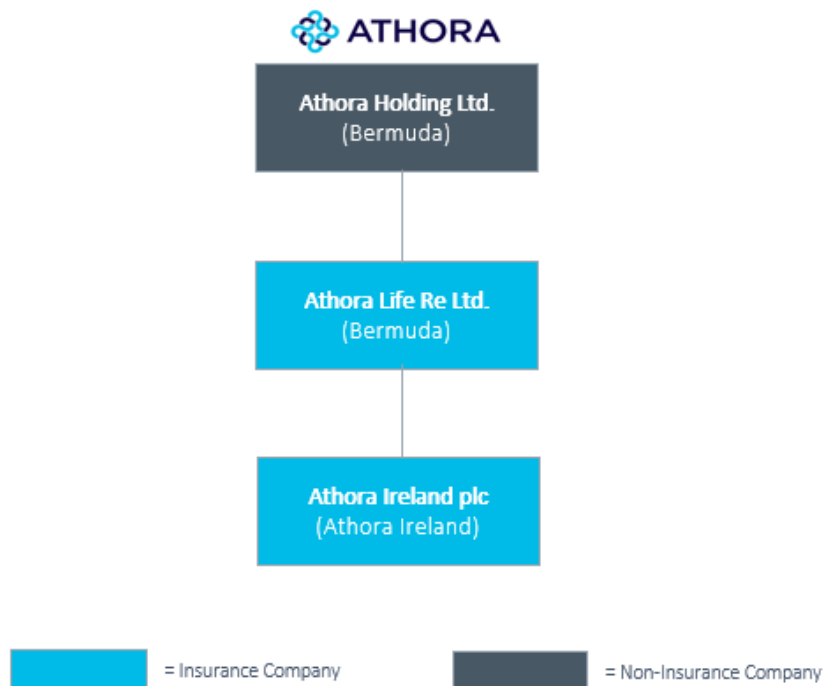 ATHORA
Athora Holding Ltd.
(Bermuda)
Athora Life Re Ltd.
(Bermuda)
Athora Ireland plc
(Athora Ireland)
= Insurance Company
= Non-Insurance Company